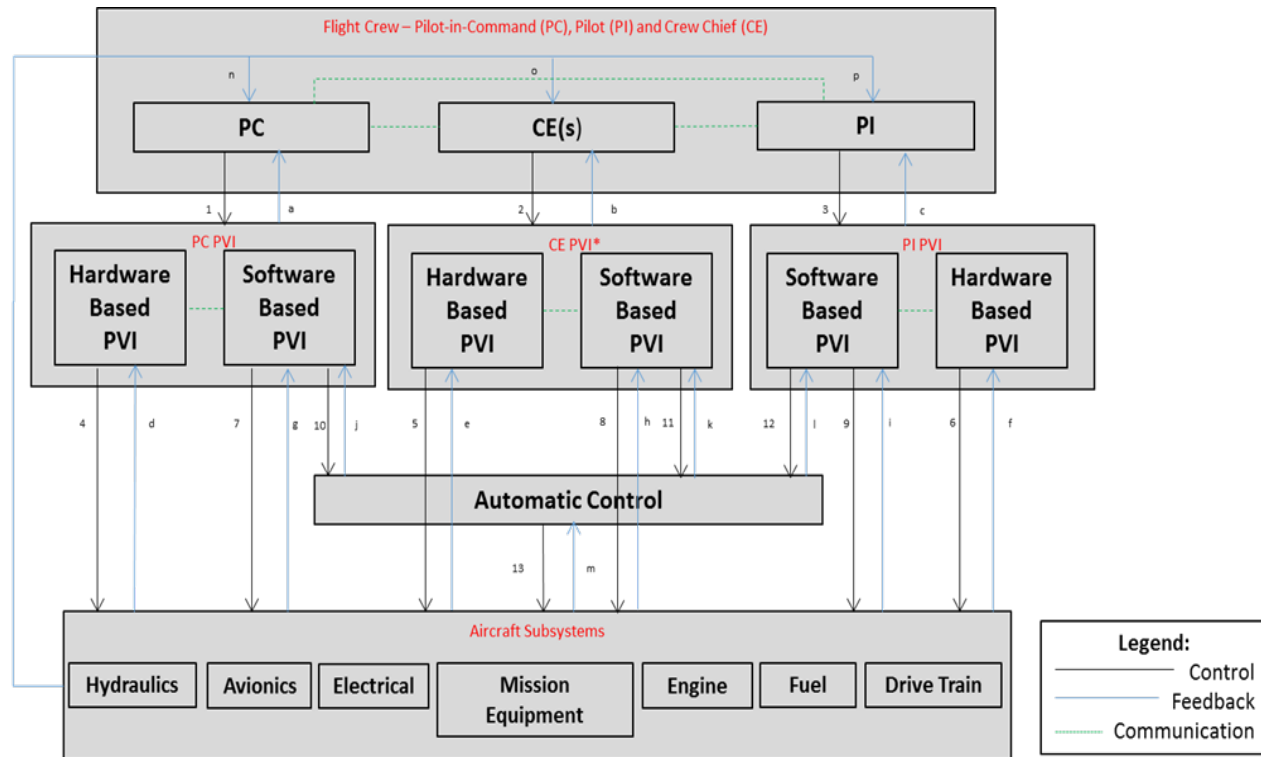 Flight Crew – Pilot-in-Command (PC), Pilot (PI) and Crew Chief (CE)
n
o
p
PC
CE(s)
PI
1
a
2
b
3
c
PC PVI
CE PVI*
PI PVI
Hardware
Based
PVI
Software
Based
PVI
Hardware
Based
PVI
Software
Based
PVI
Software
Based
PVI
Hardware
Based
PVI
4
d
7
g
10
j
5
e
8
h
11
k
12
l
9
i
6
f
Automatic Control
13
m
Aircraft Subsystems
Hydraulics
Avionics
Electrical
Mission
Equipment
Engine
Fuel
Drive Train
Legend:
Control
Feedback
Communication